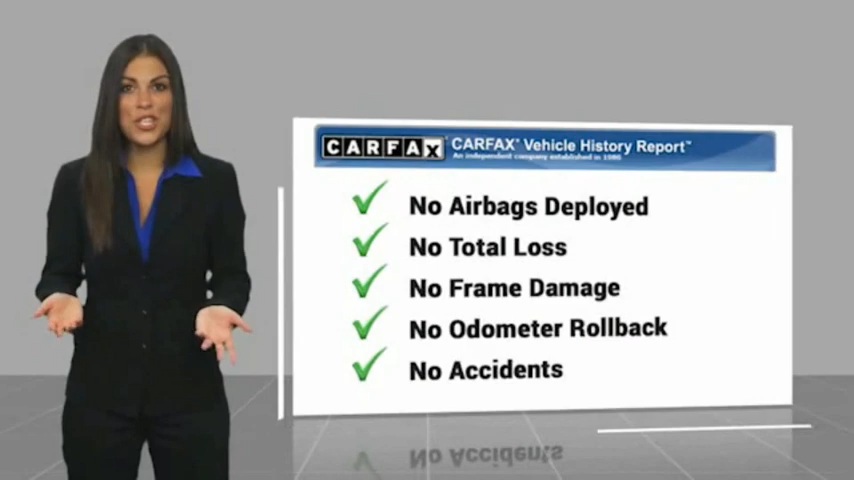 CARFAX
CARFAX™ Vehicle History Report™
An independent company established in 1986
No Airbags Deployed
No Total Loss
No Frame Damage
No Odometer Rollback
No Accidents
No Accidents